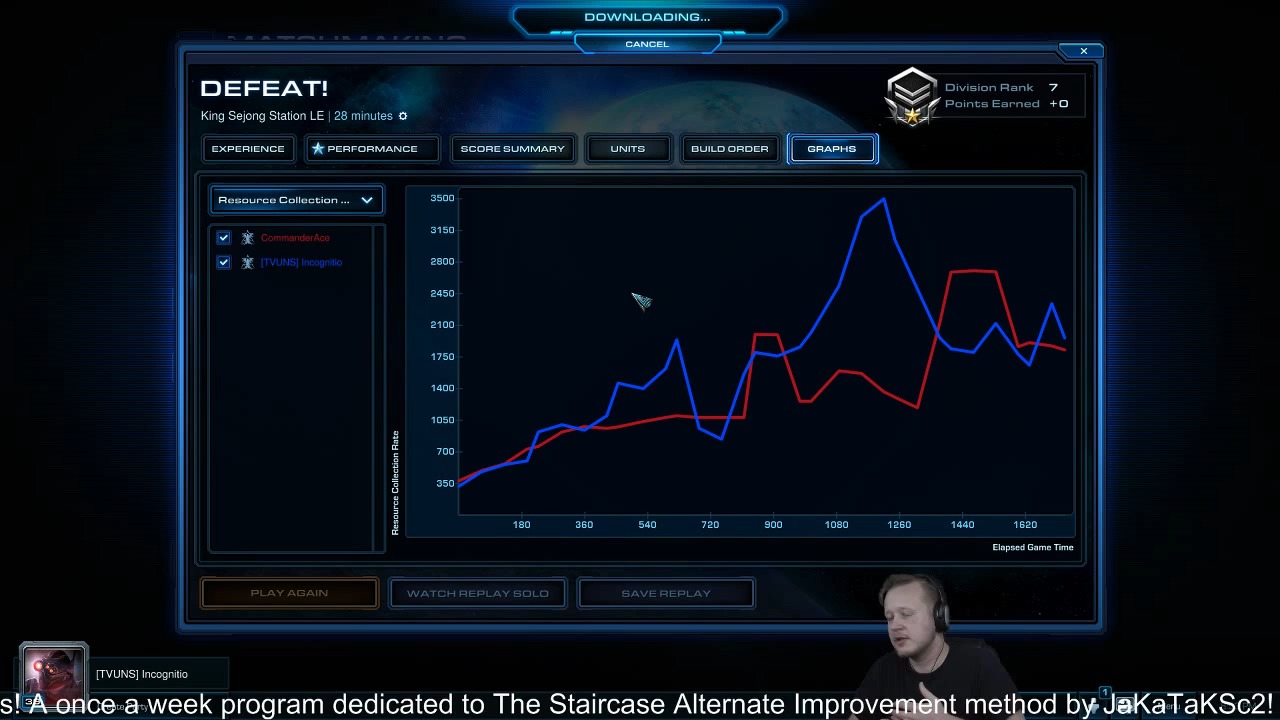 DOWNLOADING...
CANCEL
DEFEAT!
King Sejong Station LE | 28 minutes
Division Rank 7
Points Earned +0
EXPERIENCE
PERFORMANCE
SCORE SUMMARY
UNITS
BUILD ORDER
GRAPHS
Resource Collection ...
CommanderAce
[TVUNS] Incognitio
3500
3150
2800
2450
2100
1750
1400
1050
700
350
Resource Collection Rate
180 360 540 720 900 1080 1260 1440 1620
Elapsed Game Time
PLAY AGAIN
WATCH REPLAY SOLO
SAVE REPLAY
[TVUNS] Incognitio
1
s! A once a week program dedicated to The Staircase Alternate Improvement method by JaKaTaKSc2!